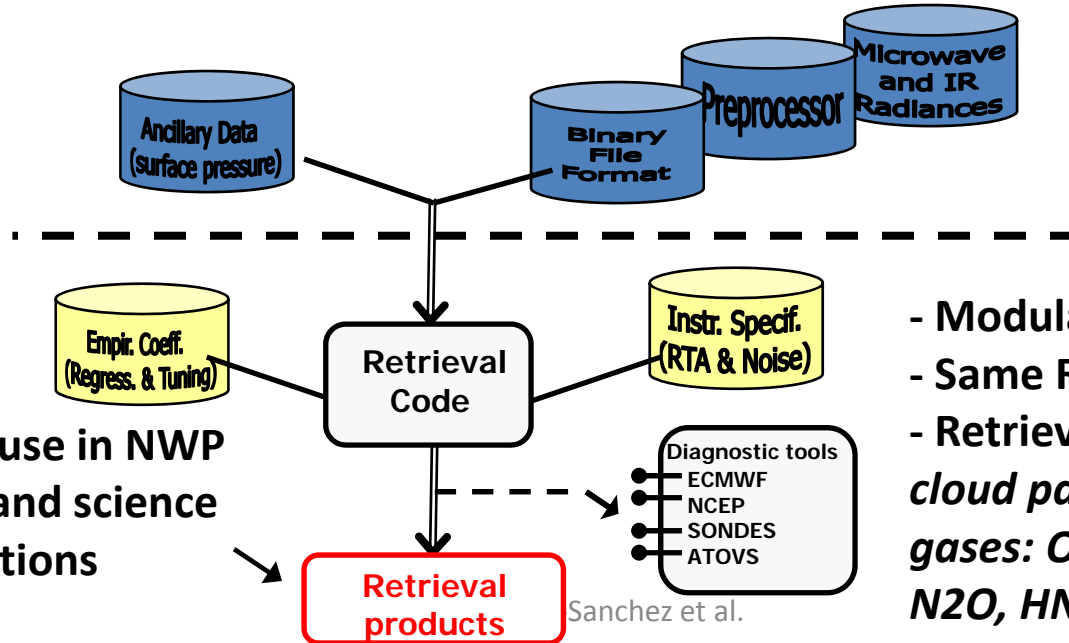 Microwave
and IR
Radiances
Preprocessor
Ancillary Data
(surface pressure)
Binary
File
Format
Empir. Coeff.
(Regress. & Tuning)
Instr. Specif.
(RTA & Noise)
Retrieval
Code
- Modula
- Same R
- Retriev
cloud pa
gases: O
N2O, HN
use in NWP
and science
tions
Diagnostic tools
ECMWF
NCEP
SONDES
ATOVS
Retrieval
products
Sanchez et al.